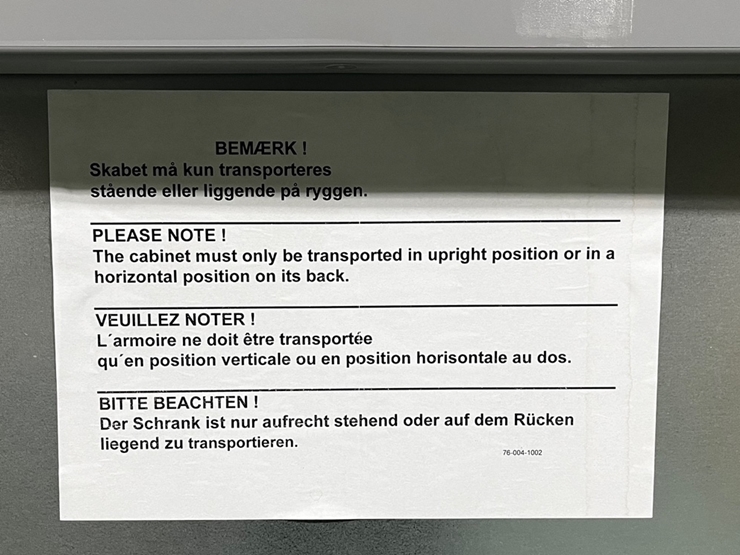 BEMÆRK !
Skabet må kun transporteres
stående eller liggende på ryggen.
PLEASE NOTE !
The cabinet must only be transported in upright position or in a
horizontal position on its back.
VEUILLEZ NOTER !
L´armoire ne doit être transportée
qu´en position verticale ou en position horisontale au dos.
BITTE BEACHTEN !
Der Schrank ist nur aufrecht stehend oder auf dem Rücken
liegend zu transportieren.
76-004-1002